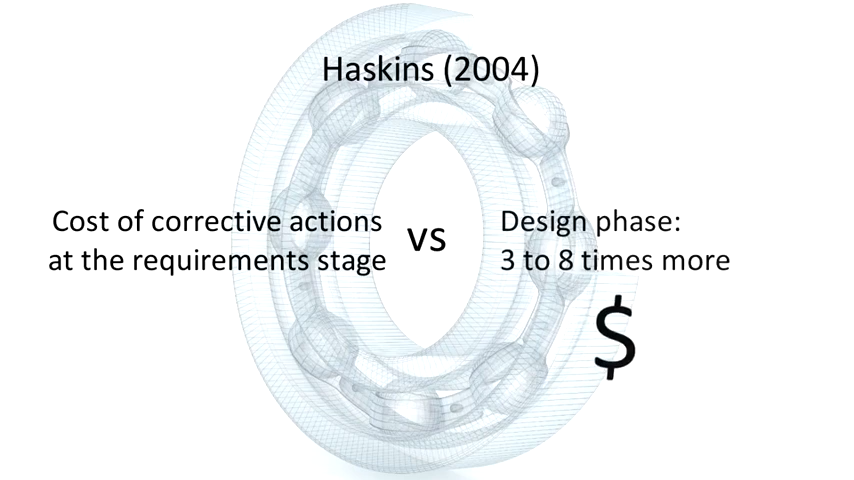 Haskins (2004)
Cost of corrective actions
at the requirements stage
vs
Design phase:
3 to 8 times more
$